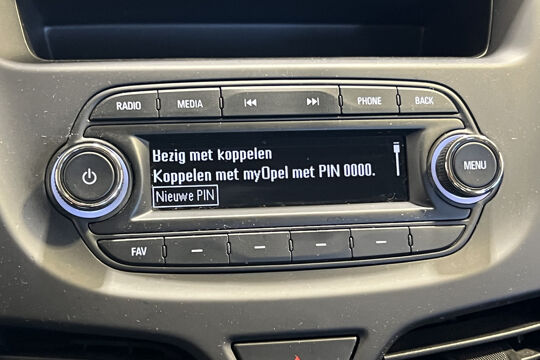 RADIO MEDIA PHONE BACK
Bezig met koppelen
Koppelen met myOpel met PIN 0000.
Nieuwe PIN
MENU
FAV